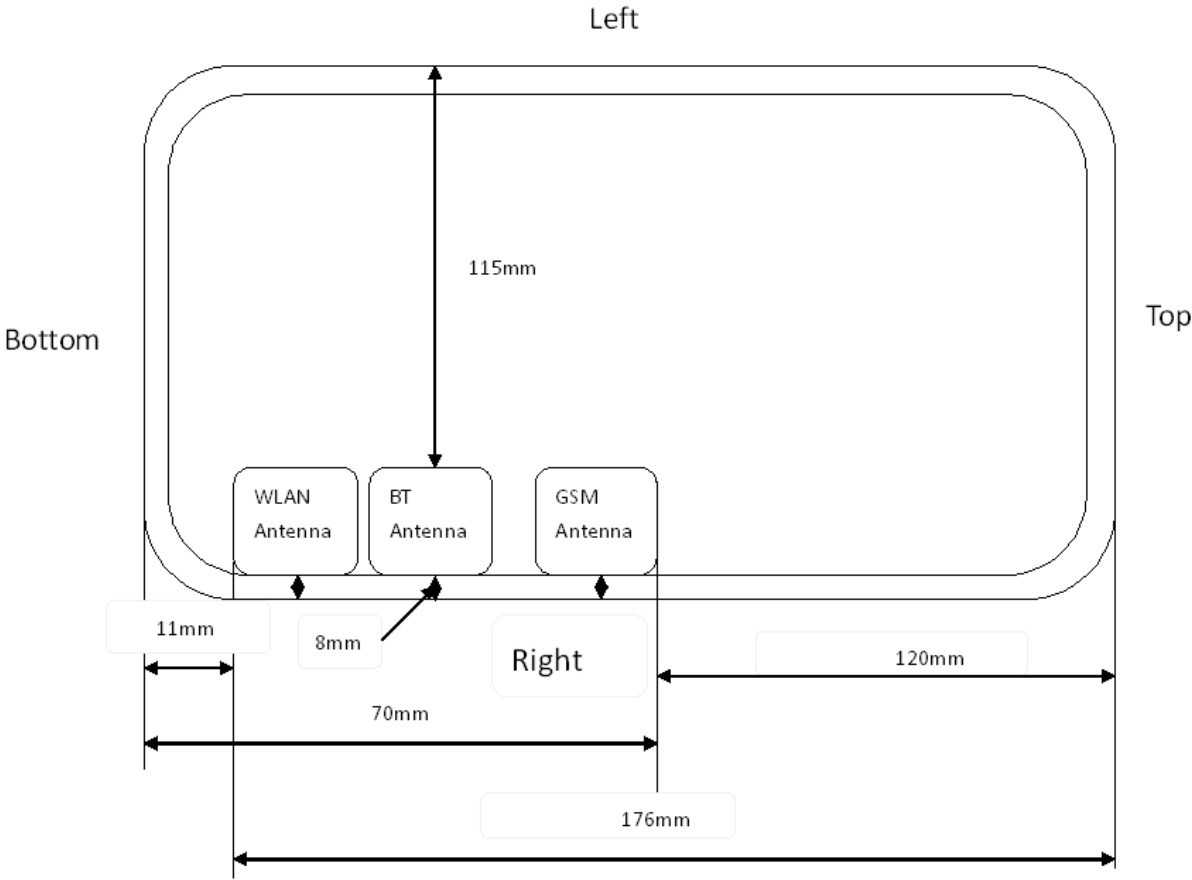 Left
115mm
Top
Bottom
WLAN
Antenna
BT
Antenna
GSM
Antenna
11mm
8mm
Right
120mm
70mm
176mm